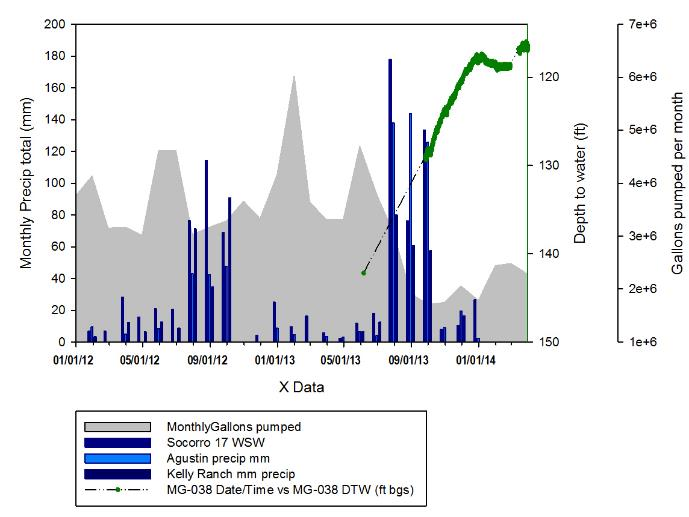 200
180
160
140
120
100
80
60
40
20
0
Monthly Precip total (mm)
120
130
140
150
Depth to water (ft)
7e+6
6e+6
5e+6
4e+6
3e+6
2e+6
1e+6
Gallons pumped per month
01/01/12
05/01/12
09/01/12
01/01/13
05/01/13
09/01/13
01/01/14
X Data
MonthlyGallons pumped
Socorro 17 WSW
Agustin precip mm
Kelly Ranch mm precip
MG-038 Date/Time vs MG-038 DTW (ft bgs)